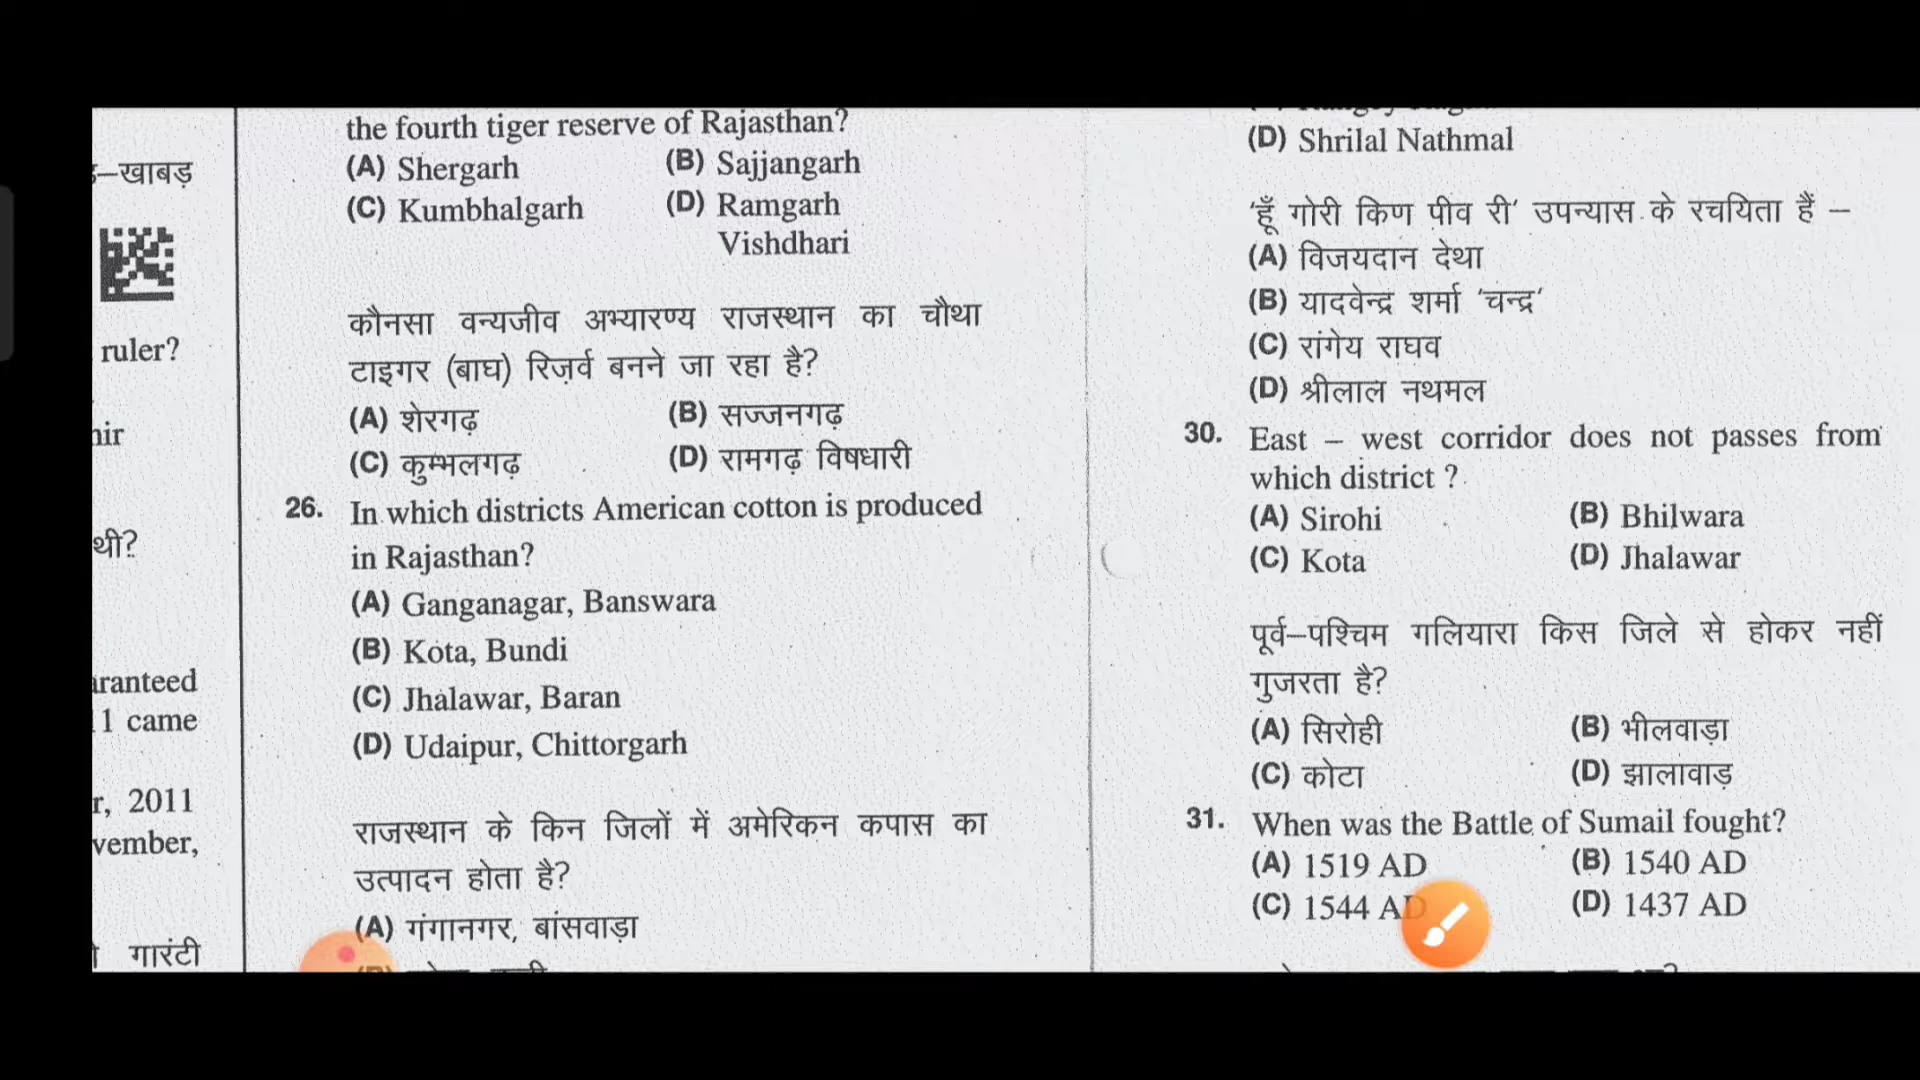 –खाबड़
ruler?
थी?
aranteed
11 came
r, 2011
vember,
गारंटी
the fourth tiger reserve of Rajasthan?
(A) Shergarh
(B) Sajjangarh
(C) Kumbhalgarh
(D) Ramgarh
Vishdhari
कौनसा वन्यजीव अभ्यारण्य राजस्थान का चौथा
टाइगर (बाघ) रिज़र्व बनने जा रहा है?
(A) शेरगढ़
(B) सज्जनगढ़
(C) कुम्भलगढ़
(D) रामगढ़ विषधारी
26. In which districts American cotton is produced
in Rajasthan?
(A) Ganganagar, Banswara
(B) Kota, Bundi
(C) Jhalawar, Baran
(D) Udaipur, Chittorgarh
राजस्थान के किन जिलों में अमेरिकन कपास का
उत्पादन होता है?
(A) गंगानगर, बांसवाड़ा
(D) Shrilal Nathmal
‘हूँ गोरी किण पीव री’ उपन्यास के रचयिता हैं –
(A) विजयदान देथा
(B) यादवेन्द्र शर्मा ‘चन्द्र’
(C) रांगेय राघव
(D) श्रीलाल नथमल
30. East – west corridor does not passes from
which district ?
(A) Sirohi
(B) Bhilwara
(C) Kota
(D) Jhalawar
पूर्व–पश्चिम गलियारा किस जिले से होकर नहीं
गुजरता है?
(A) सिरोही
(B) भीलवाड़ा
(C) कोटा
(D) झालावाड़
31. When was the Battle of Sumail fought?
(A) 1519 AD
(B) 1540 AD
(C) 1544 AD
(D) 1437 AD